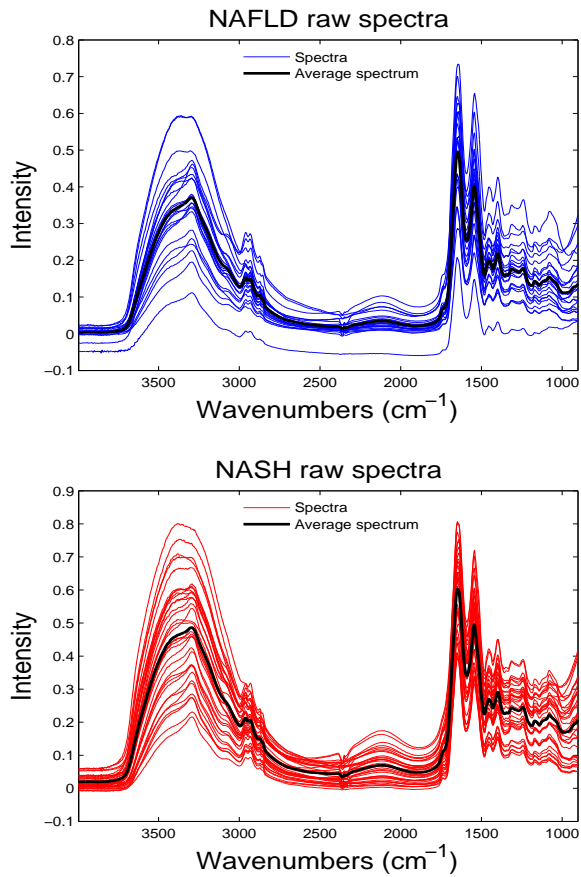 NAFLD raw spectra
0.8
0.7
0.6
0.5
0.4
0.3
0.2
0.1
0
−0.1
Intensity
Spectra
Average spectrum
3500 3000 2500 2000 1500 1000
Wavenumbers (cm⁻¹)
NASH raw spectra
0.9
0.8
0.7
0.6
0.5
0.4
0.3
0.2
0.1
0
−0.1
Intensity
Spectra
Average spectrum
3500 3000 2500 2000 1500 1000
Wavenumbers (cm⁻¹)